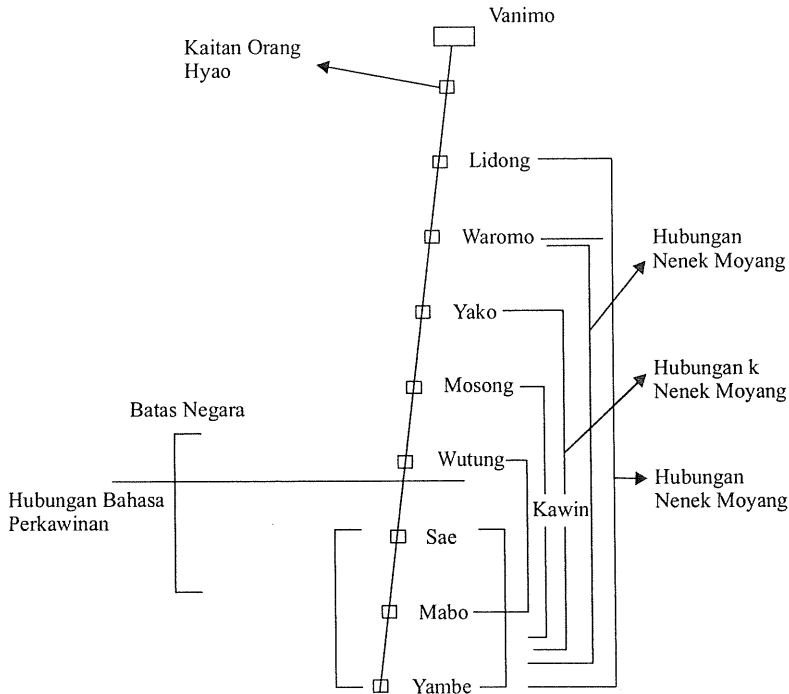 Vanimo
Kaitan Orang
Hyao
Lidong
Waromo
Hubungan
Nenek Moyang
Yako
Hubungan k
Nenek Moyang
Mosong
Batas Negara
Wutung
Hubungan
Nenek Moyang
Hubungan Bahasa
Perkawinan
Kawin
Sae
Mabo
Yambe